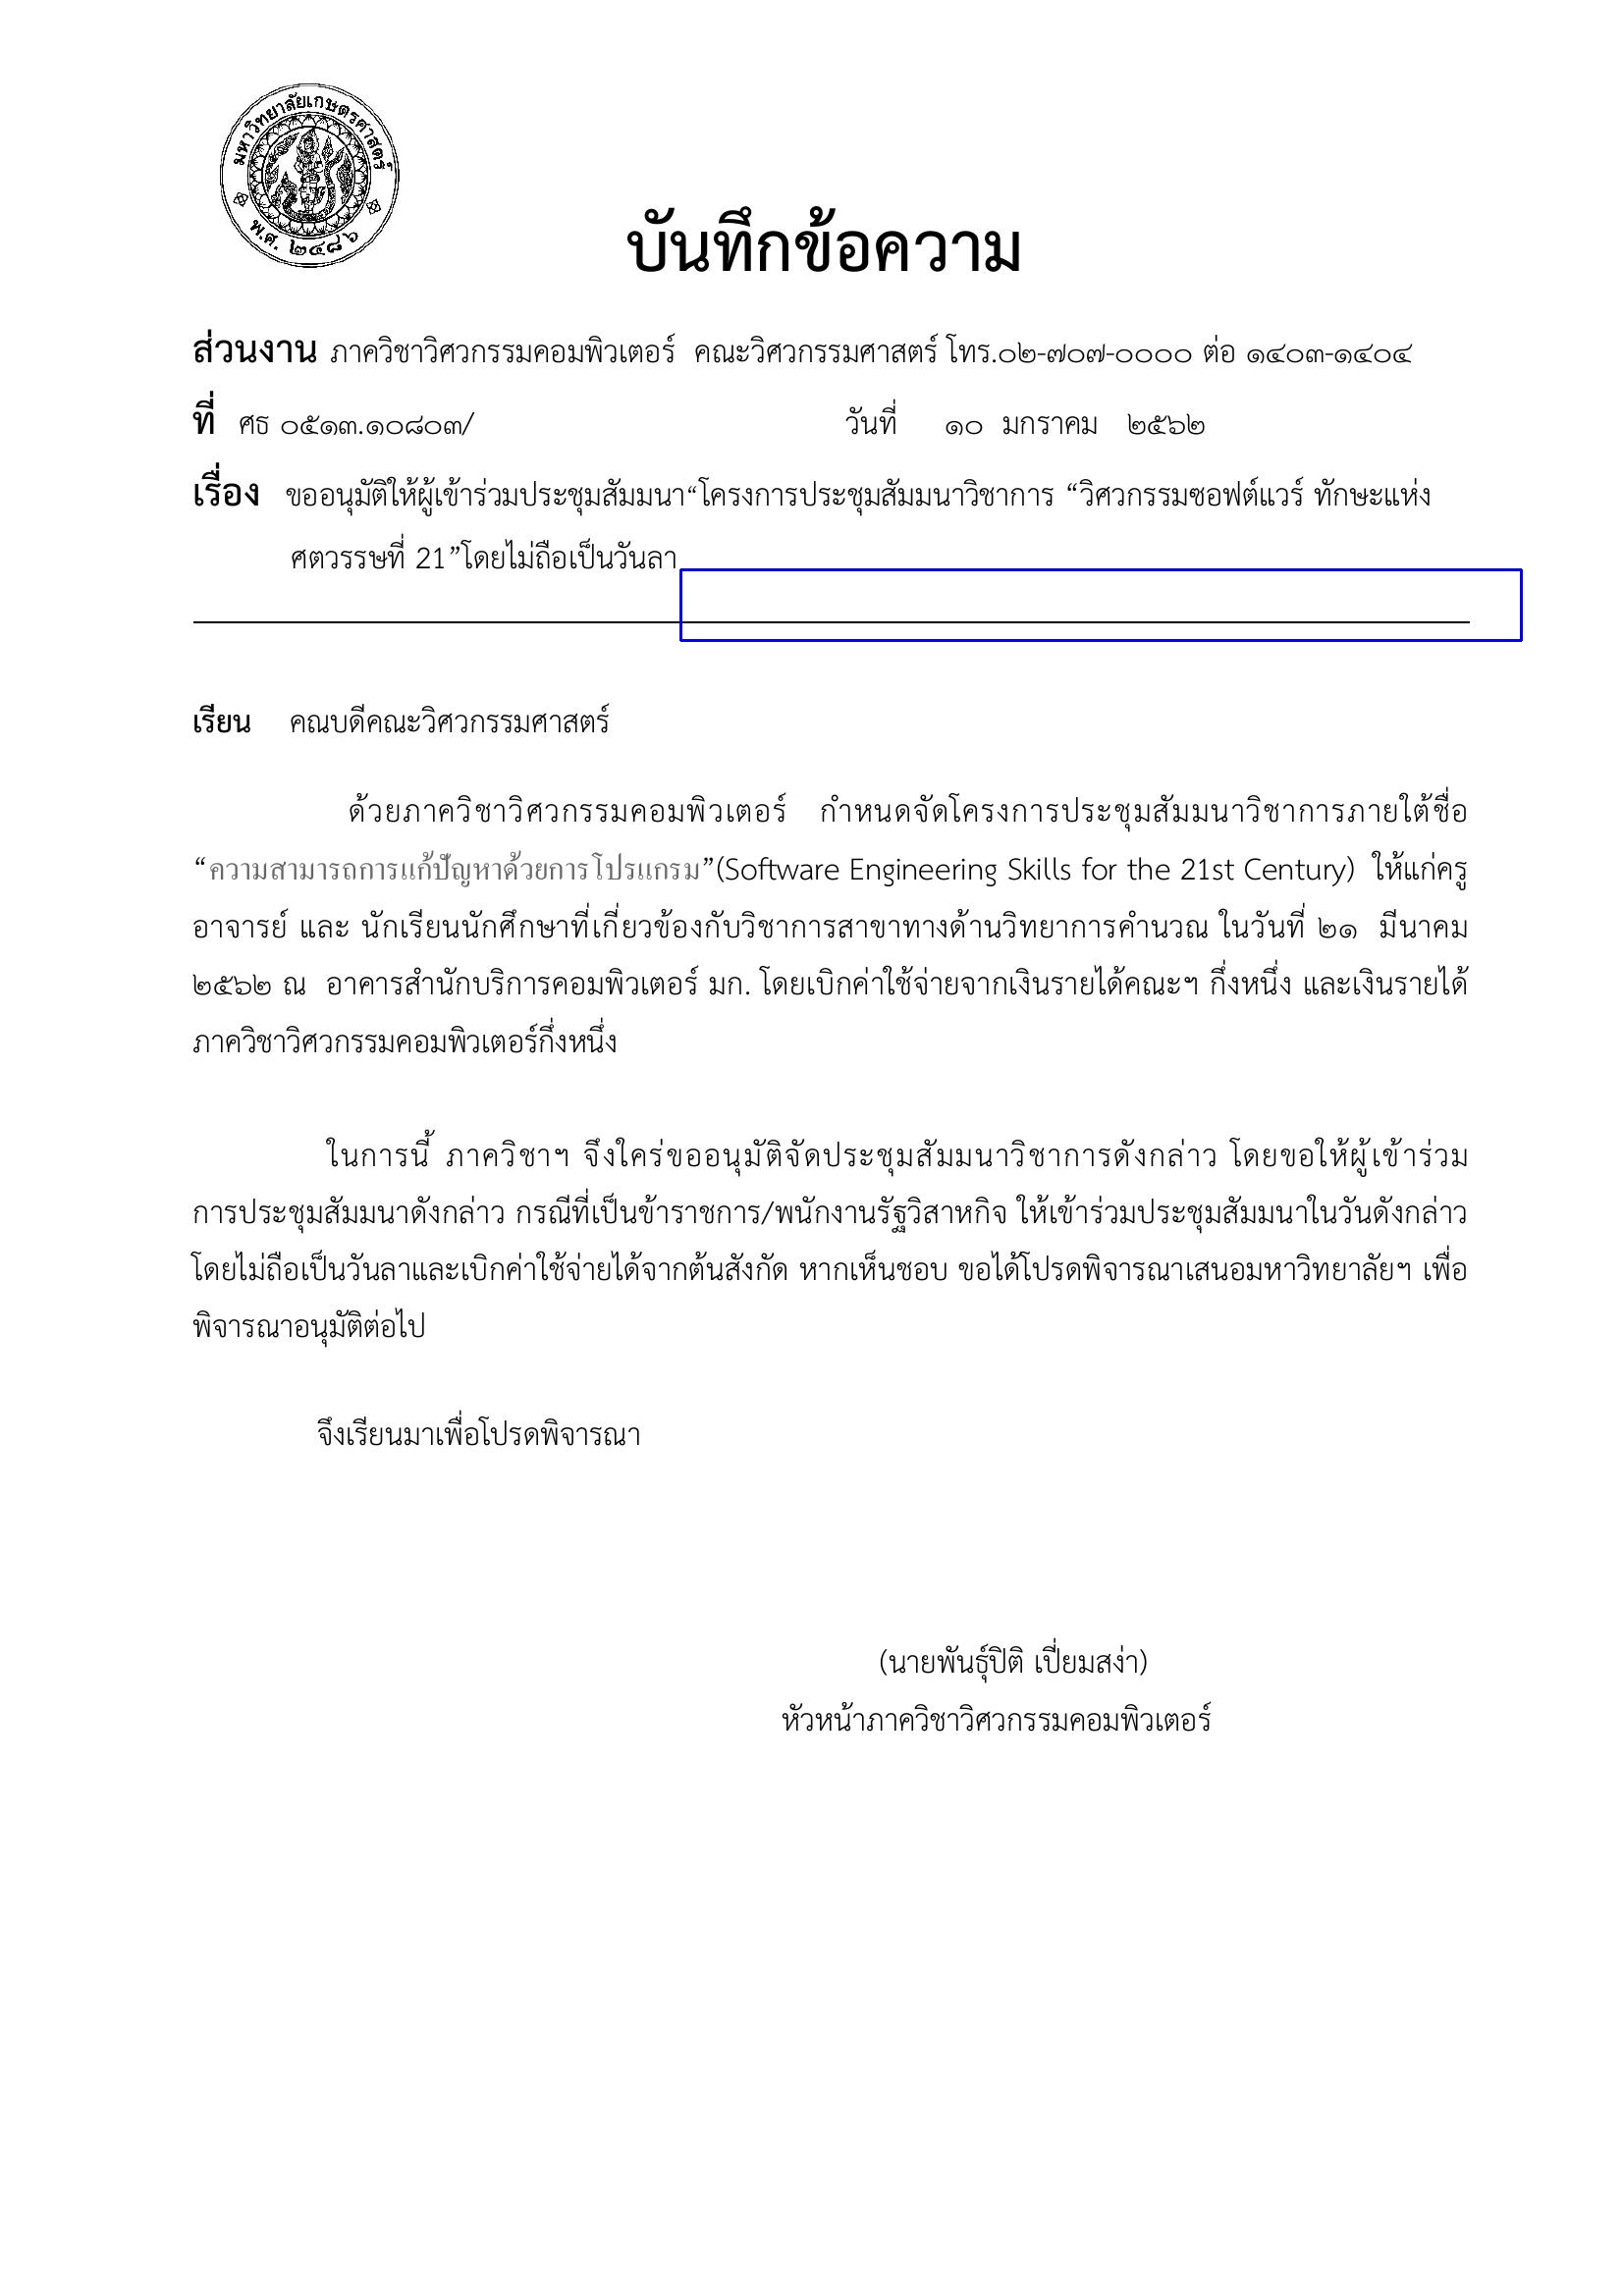 มหาวิทยาลัยเกษตรศาสตร์
พ.ศ. ๒๔๘๖
บันทึกข้อความ
ส่วนงาน ภาควิชาวิศวกรรมคอมพิวเตอร์ คณะวิศวกรรมศาสตร์ โทร.๐๒-๗๐๗-๐๐๐๐ ต่อ ๑๔๐๓-๑๔๐๔
ที่ ศธ ๐๕๑๓.๑๐๘๐๓/ วันที่ ๑๐ มกราคม ๒๕๖๒
เรื่อง ขออนุมัติให้ผู้เข้าร่วมประชุมสัมมนา“โครงการประชุมสัมมนาวิชาการ “วิศวกรรมซอฟต์แวร์ ทักษะแห่ง
ศตวรรษที่ 21”โดยไม่ถือเป็นวันลา
เรียน คณบดีคณะวิศวกรรมศาสตร์
ด้วยภาควิชาวิศวกรรมคอมพิวเตอร์ กำหนดจัดโครงการประชุมสัมมนาวิชาการภายใต้ชื่อ
“ความสามารถการแก้ปัญหาด้วยการโปรแกรม”(Software Engineering Skills for the 21st Century) ให้แก่ครู
อาจารย์ และ นักเรียนนักศึกษาที่เกี่ยวข้องกับวิชาการสาขาทางด้านวิทยาการคำนวณ ในวันที่ ๒๑ มีนาคม
๒๕๖๒ ณ อาคารสำนักบริการคอมพิวเตอร์ มก. โดยเบิกค่าใช้จ่ายจากเงินรายได้คณะฯ กึ่งหนึ่ง และเงินรายได้
ภาควิชาวิศวกรรมคอมพิวเตอร์กึ่งหนึ่ง
ในการนี้ ภาควิชาฯ จึงใคร่ขออนุมัติจัดประชุมสัมมนาวิชาการดังกล่าว โดยขอให้ผู้เข้าร่วม
การประชุมสัมมนาดังกล่าว กรณีที่เป็นข้าราชการ/พนักงานรัฐวิสาหกิจ ให้เข้าร่วมประชุมสัมมนาในวันดังกล่าว
โดยไม่ถือเป็นวันลาและเบิกค่าใช้จ่ายได้จากต้นสังกัด หากเห็นชอบ ขอได้โปรดพิจารณาเสนอมหาวิทยาลัยฯ เพื่อ
พิจารณาอนุมัติต่อไป
จึงเรียนมาเพื่อโปรดพิจารณา
(นายพันธุ์ปิติ เปี่ยมสง่า)
หัวหน้าภาควิชาวิศวกรรมคอมพิวเตอร์